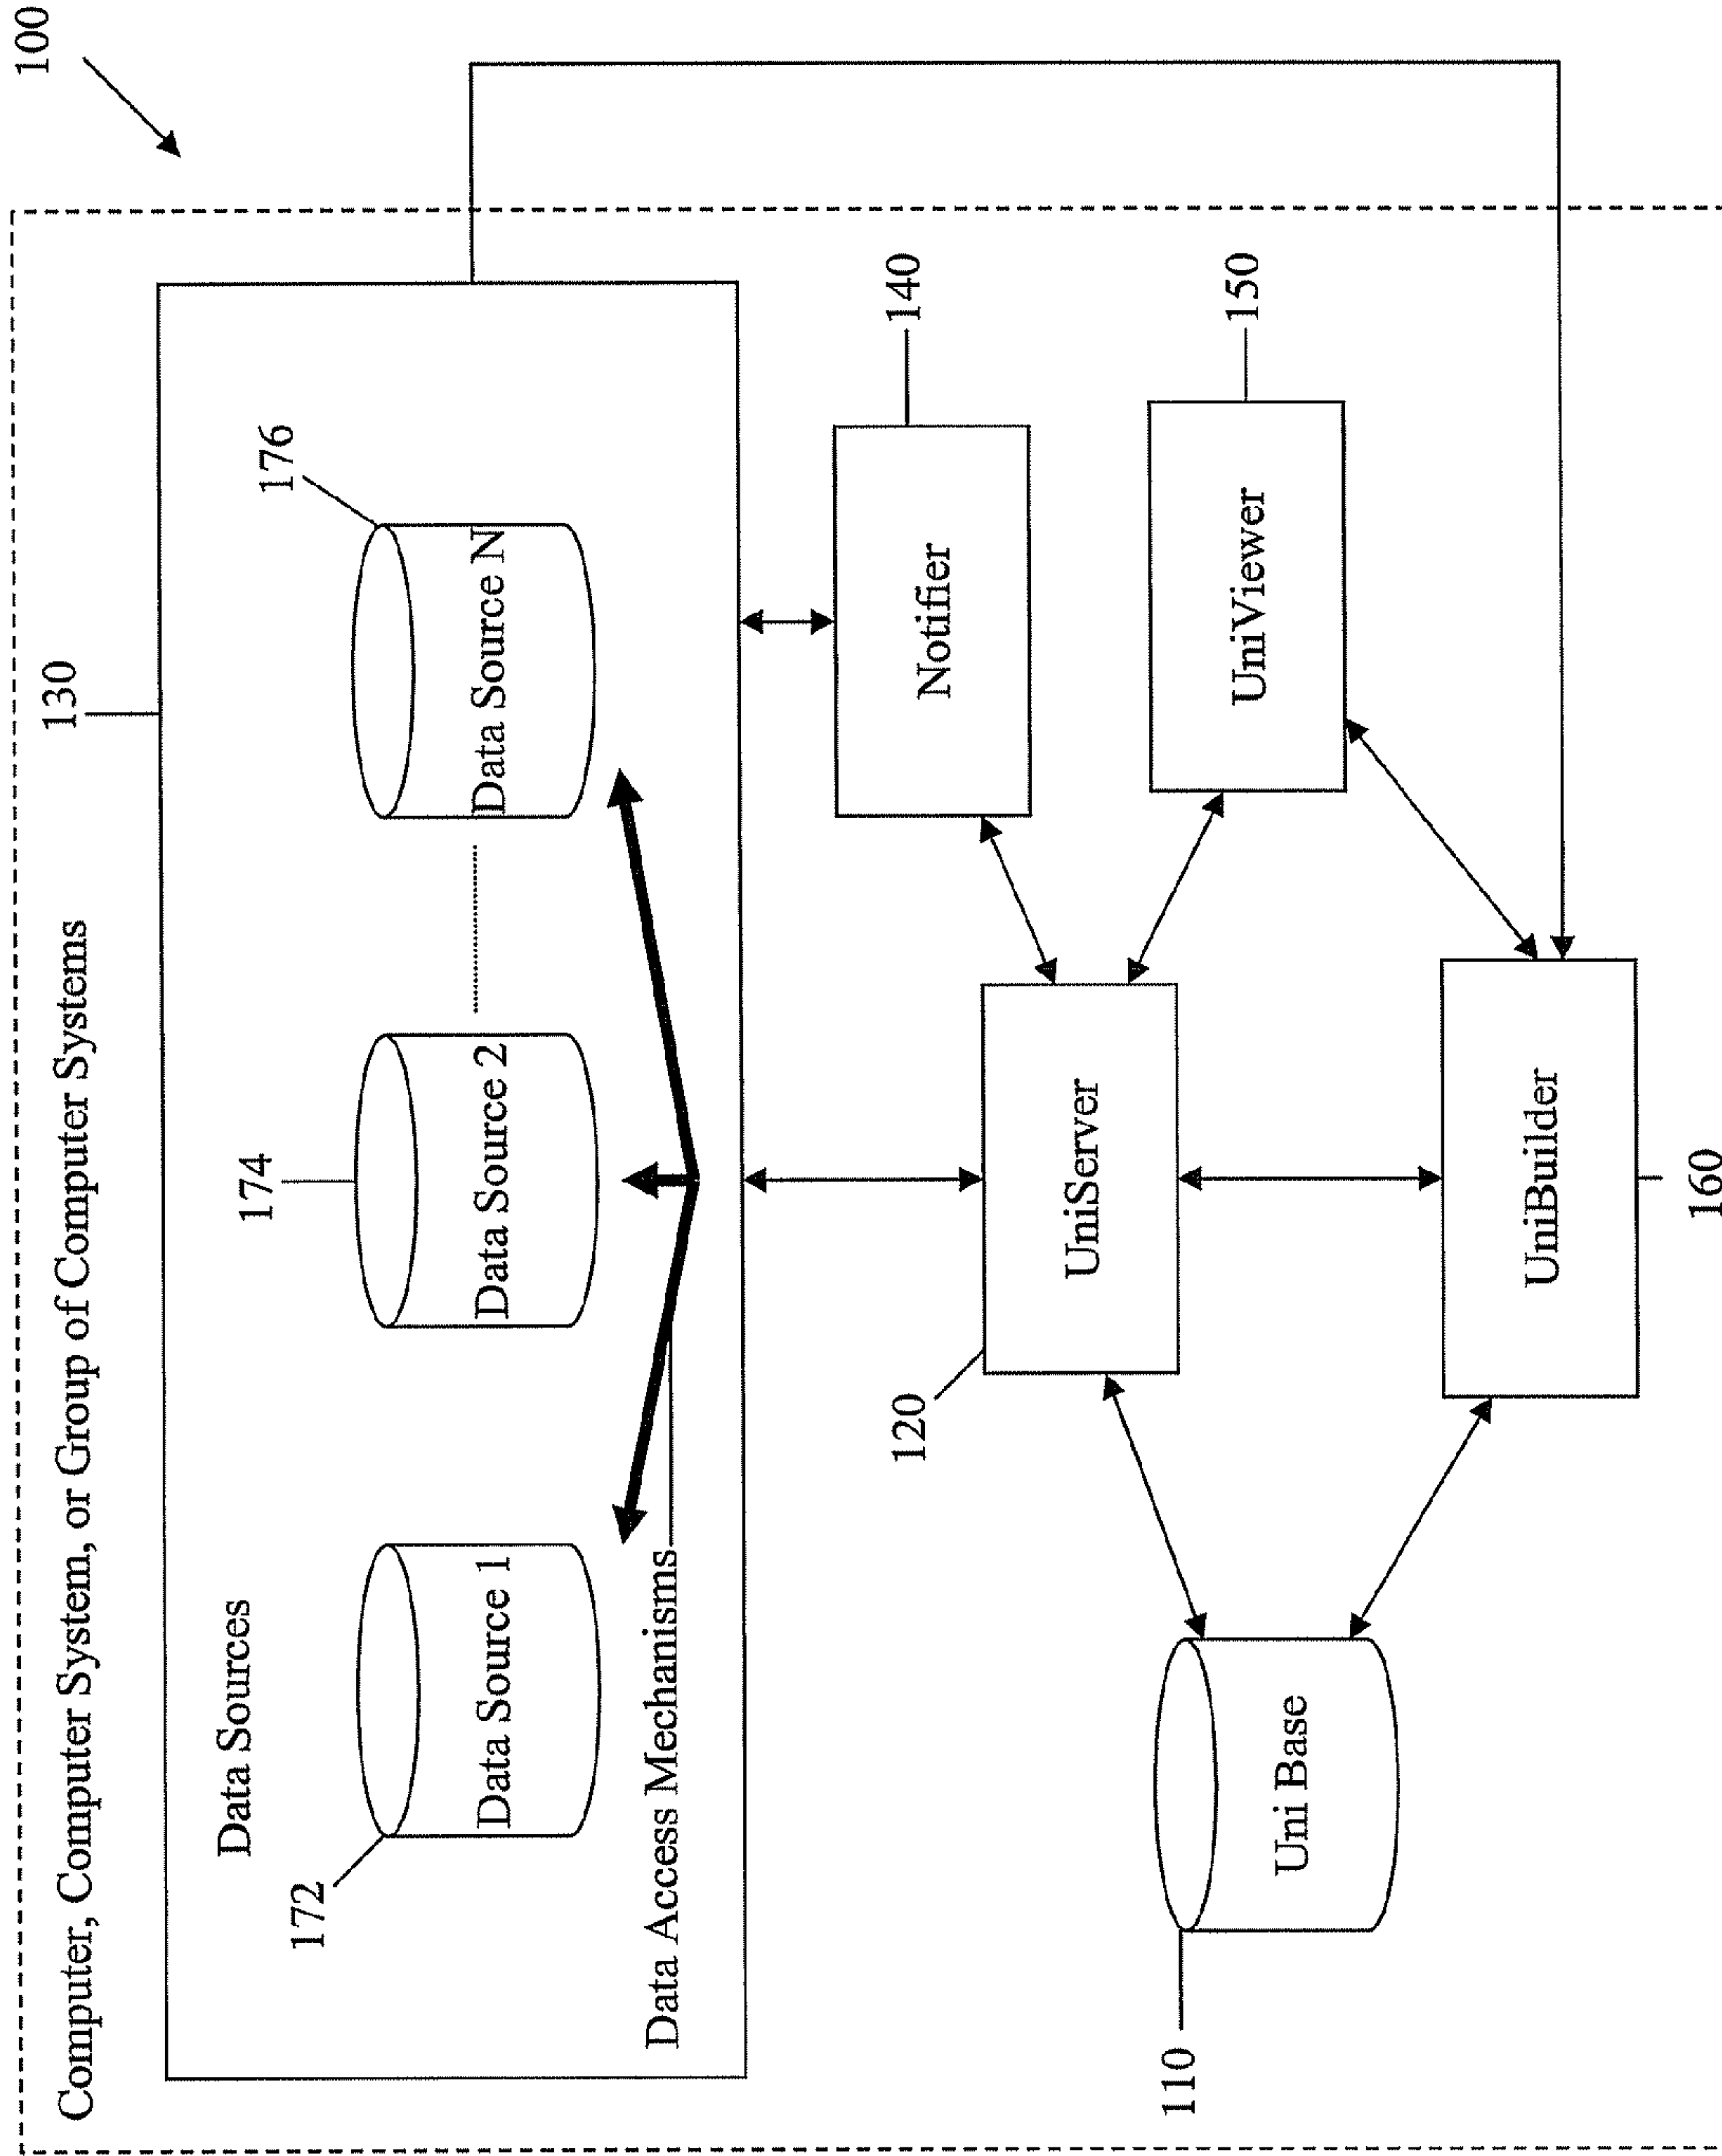 100
Computer, Computer System, or Group of Computer Systems
130
Data Sources
172
174
176
Data Source 1
Data Source 2
Data Source N
Data Access Mechanisms
120
140
Notifier
UniServer
150
UniViewer
110
Uni Base
UniBuilder
160